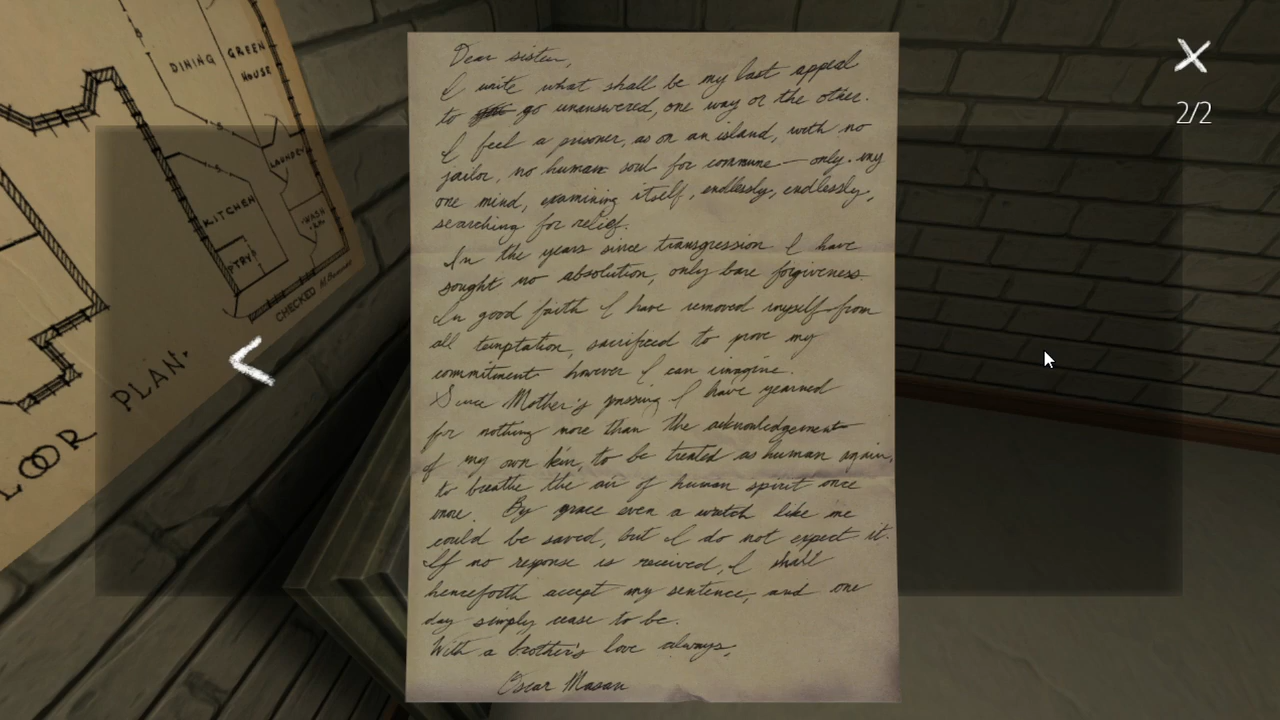 DINING
GREEN
HOUSE
LAUNDRY
KITCHEN
WASH
PTRY
CHECKED
PLAN.
LOOR
2/2
Dear sister,
I write what shall be my last appeal
to go unanswered, one way or the other.
I feel a prisoner, as on an island, with no
jailor, no human soul for commune — only my
one mind, examining itself, endlessly, endlessly,
searching for relief.
In the years since transgression I have
sought no absolution, only bare forgiveness.
In good faith I have removed myself from
all temptation, sacrificed to prove my
commitment however I can imagine.
Since Mother's passing I have yearned
for nothing more than the acknowledgement
of my own kin, to be treated as human again,
to breathe the air of human spirit once
more. By grace even a wretch like me
could be saved, but I do not expect it.
If no reponse is received, I shall
henceforth accept my sentence, and one
day simply cease to be.
With a brother's love always,
Oscar Masan